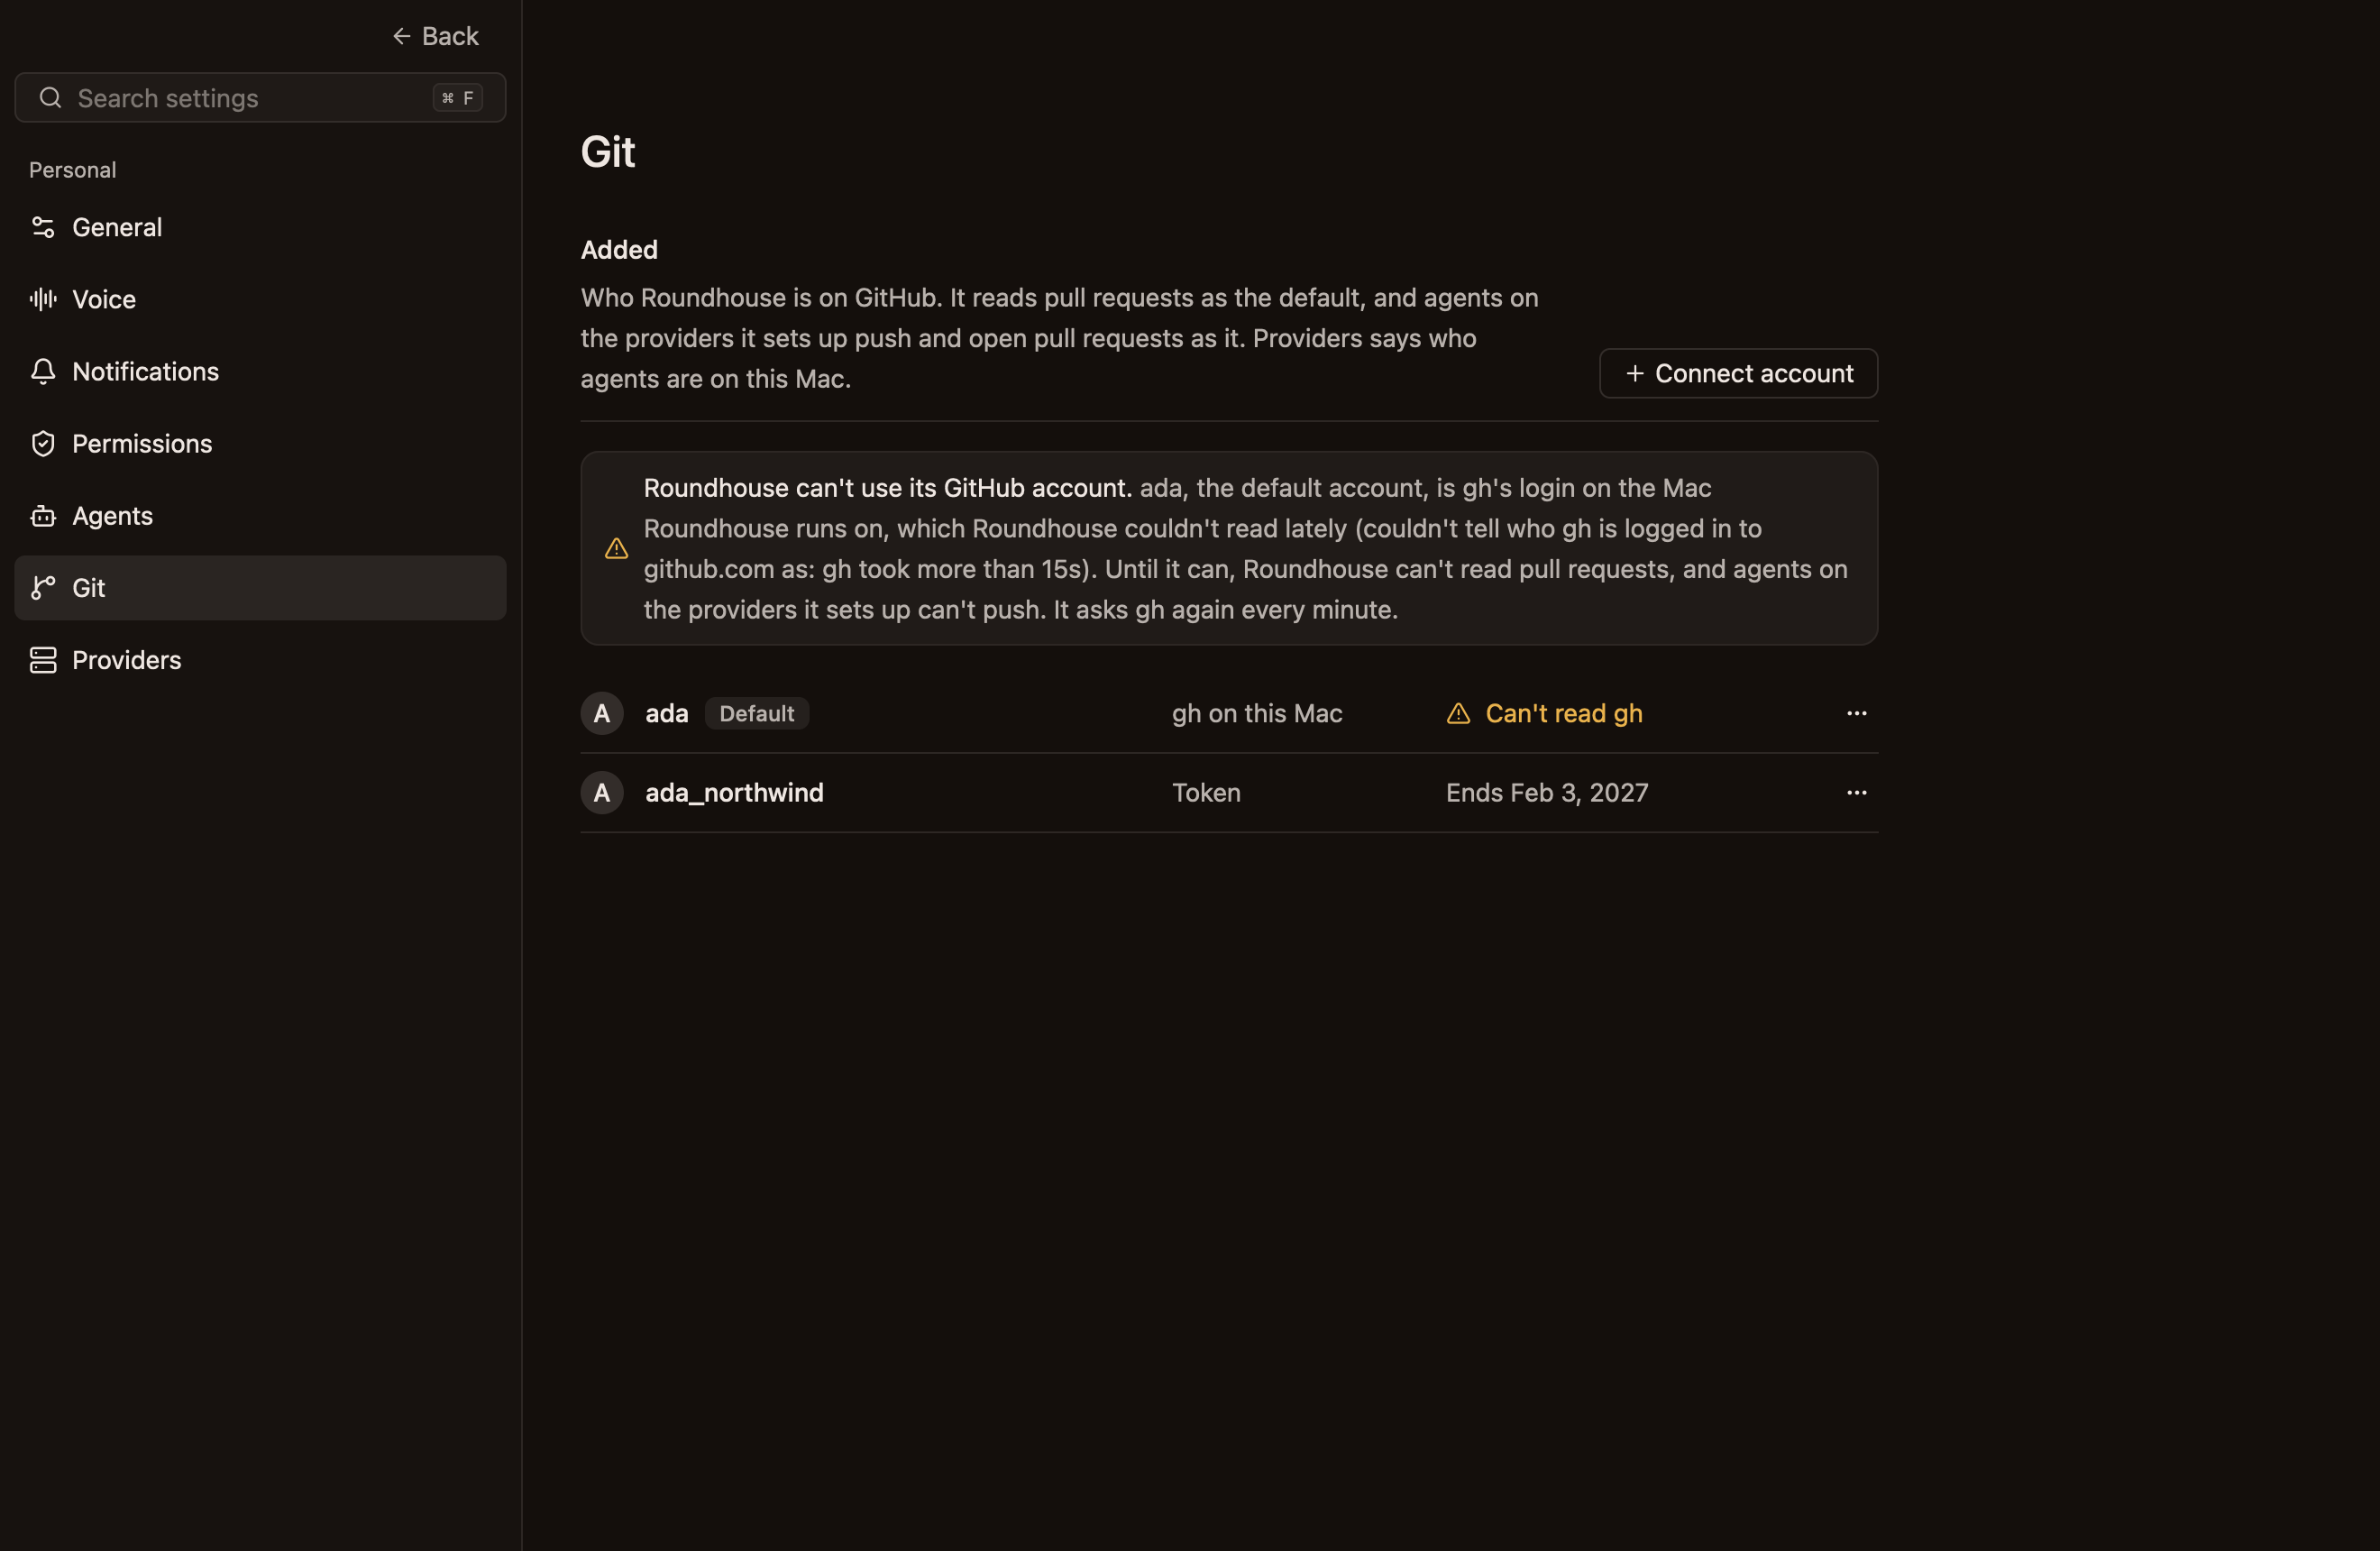 Back
Search settings
⌘ F
Personal
General
Voice
Notifications
Permissions
Agents
Git
Providers
Git
Added
Who Roundhouse is on GitHub. It reads pull requests as the default, and agents on
the providers it sets up push and open pull requests as it. Providers says who
agents are on this Mac.
Connect account
Roundhouse can't use its GitHub account. ada, the default account, is gh's login on the Mac
Roundhouse runs on, which Roundhouse couldn't read lately (couldn't tell who gh is logged in to
github.com as: gh took more than 15s). Until it can, Roundhouse can't read pull requests, and agents on
the providers it sets up can't push. It asks gh again every minute.
A ada Default gh on this Mac Can't read gh
A ada_northwind Token Ends Feb 3, 2027